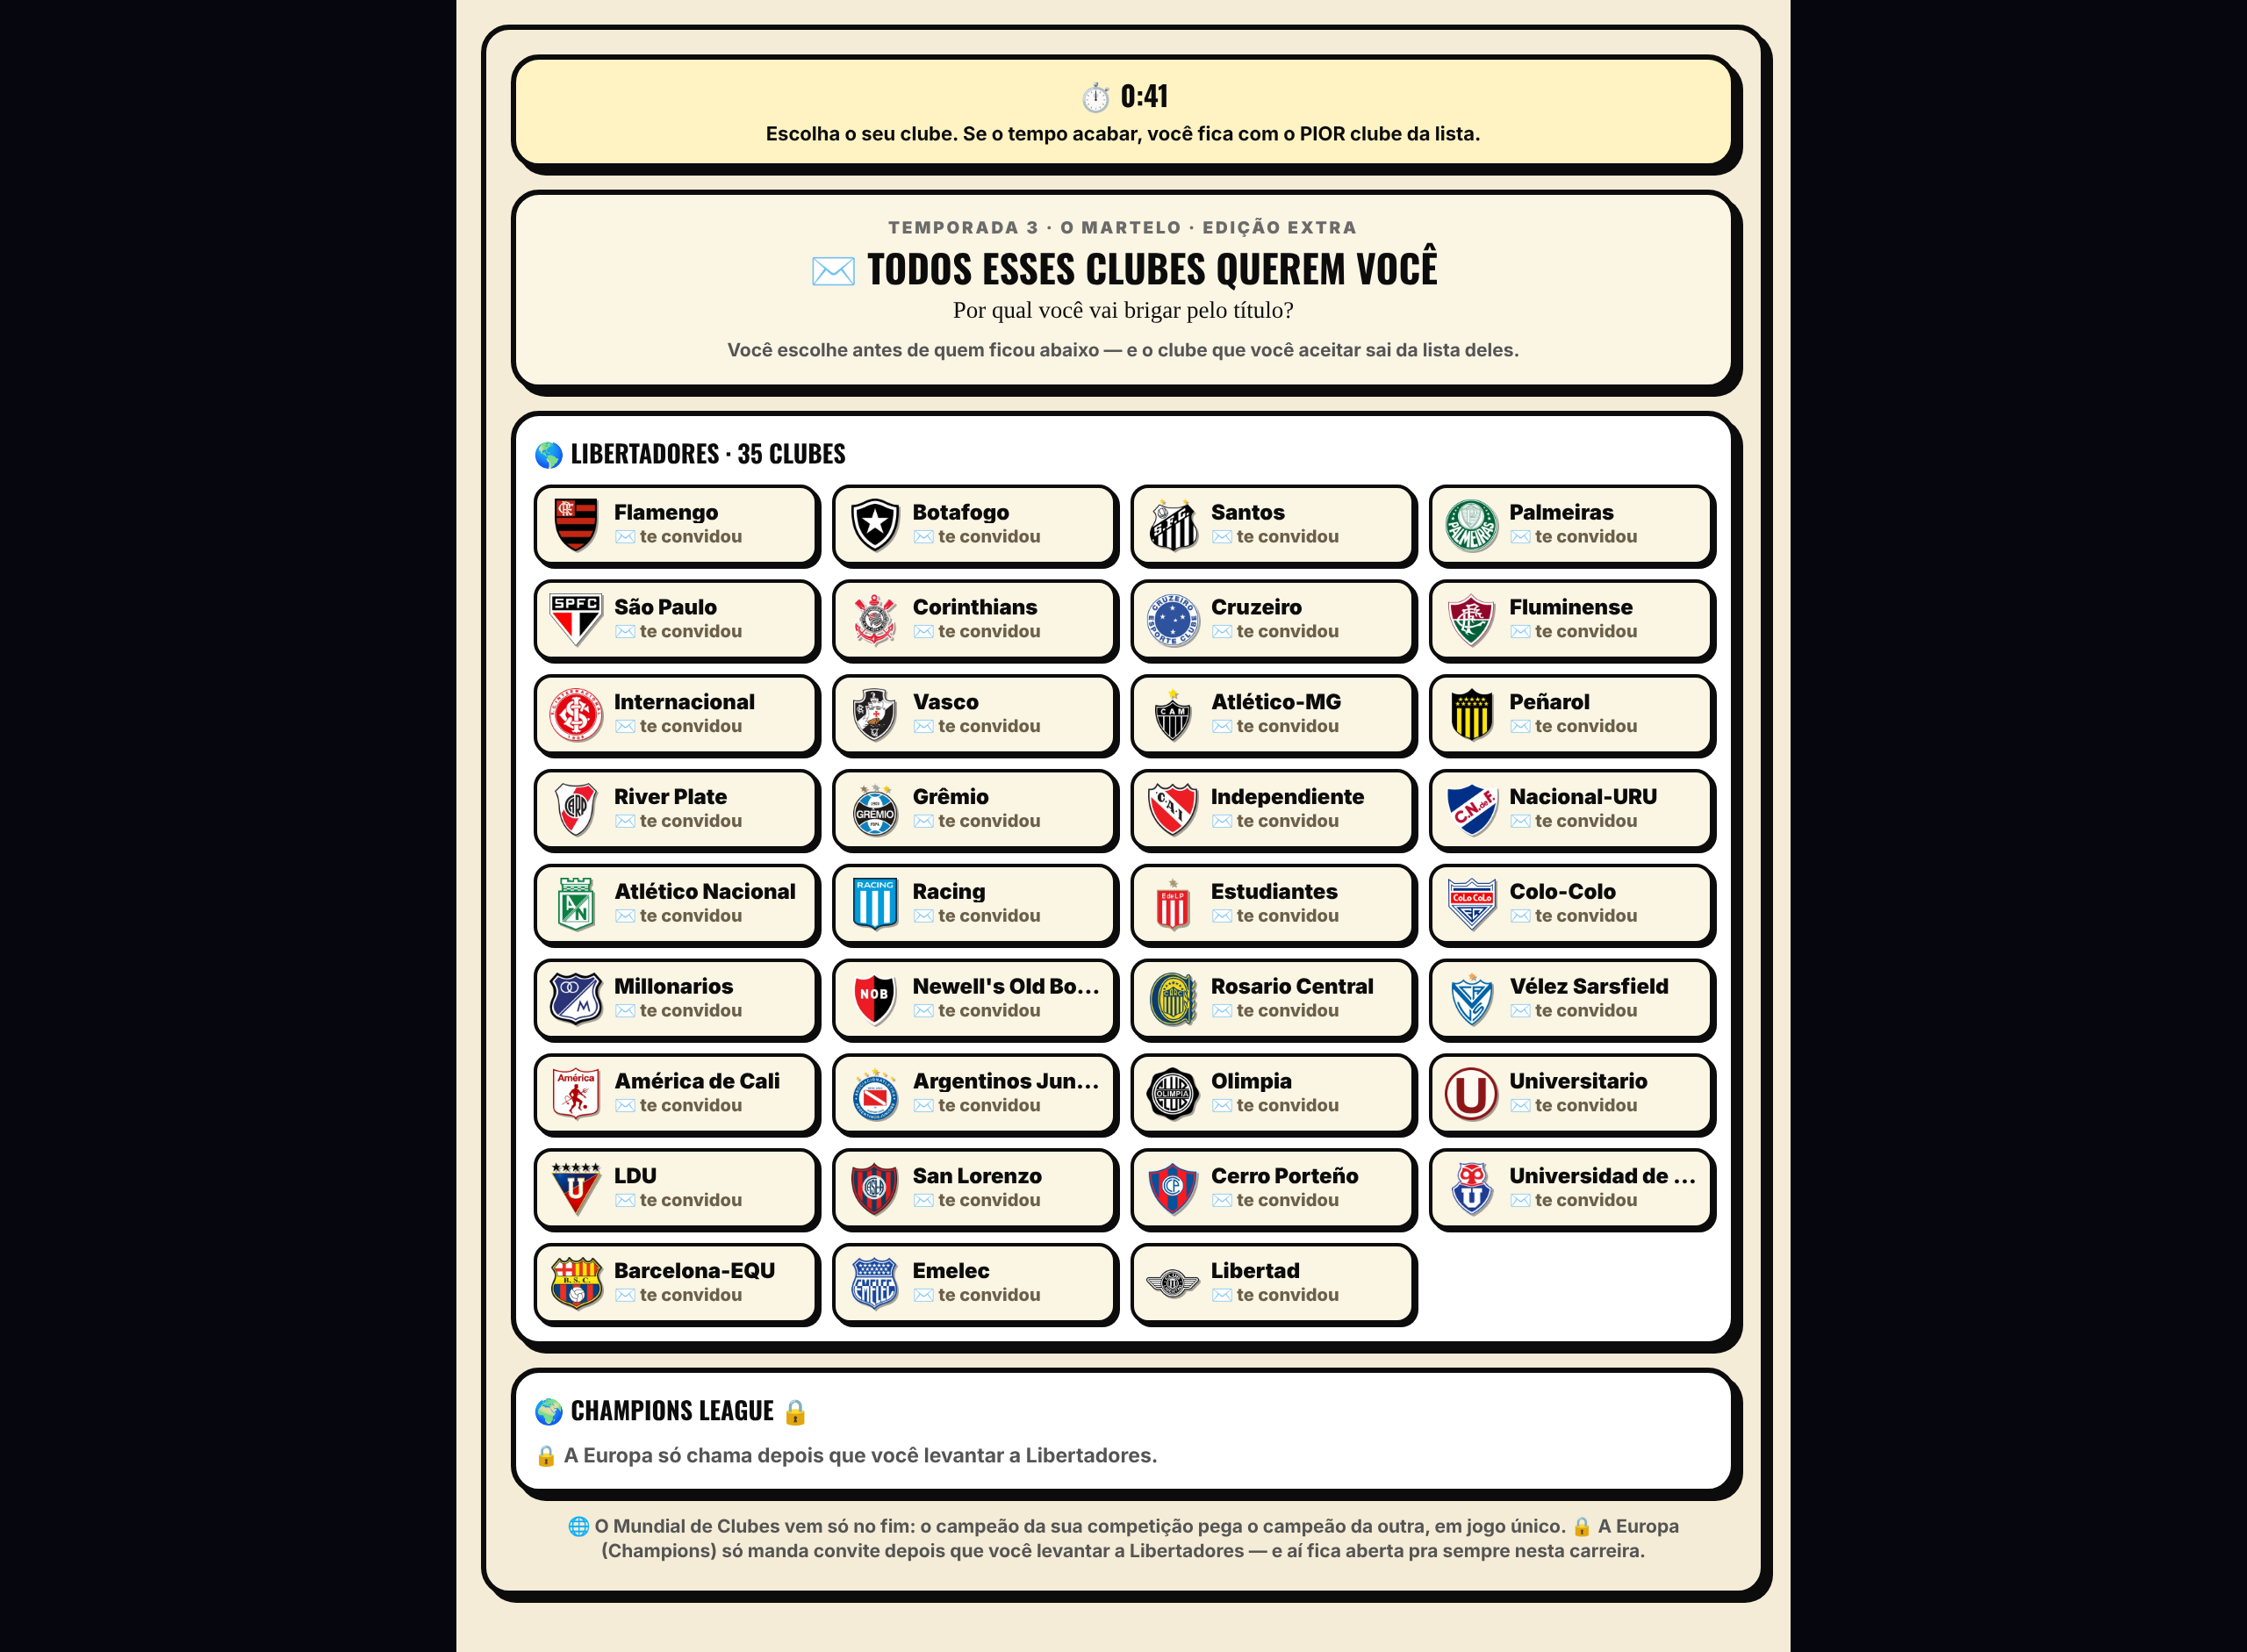 ⏱️ 0:41
Escolha o seu clube. Se o tempo acabar, você fica com o PIOR clube da lista.
TEMPORADA 3 · O MARTELO · EDIÇÃO EXTRA
✉️ TODOS ESSES CLUBES QUEREM VOCÊ
Por qual você vai brigar pelo título?
Você escolhe antes de quem ficou abaixo — e o clube que você aceitar sai da lista deles.
🌎 LIBERTADORES · 35 CLUBES
Flamengo
✉️ te convidou
Botafogo
✉️ te convidou
Santos
✉️ te convidou
Palmeiras
✉️ te convidou
São Paulo
✉️ te convidou
Corinthians
✉️ te convidou
Cruzeiro
✉️ te convidou
Fluminense
✉️ te convidou
Internacional
✉️ te convidou
Vasco
✉️ te convidou
Atlético-MG
✉️ te convidou
Peñarol
✉️ te convidou
River Plate
✉️ te convidou
Grêmio
✉️ te convidou
Independiente
✉️ te convidou
Nacional-URU
✉️ te convidou
Atlético Nacional
✉️ te convidou
Racing
✉️ te convidou
Estudiantes
✉️ te convidou
Colo-Colo
✉️ te convidou
Millonarios
✉️ te convidou
Newell's Old Bo...
✉️ te convidou
Rosario Central
✉️ te convidou
Vélez Sarsfield
✉️ te convidou
América de Cali
✉️ te convidou
Argentinos Jun...
✉️ te convidou
Olimpia
✉️ te convidou
Universitario
✉️ te convidou
LDU
✉️ te convidou
San Lorenzo
✉️ te convidou
Cerro Porteño
✉️ te convidou
Universidad de ...
✉️ te convidou
Barcelona-EQU
✉️ te convidou
Emelec
✉️ te convidou
Libertad
✉️ te convidou
🌍 CHAMPIONS LEAGUE 🔒
🔒 A Europa só chama depois que você levantar a Libertadores.
🌐 O Mundial de Clubes vem só no fim: o campeão da sua competição pega o campeão da outra, em jogo único. 🔒 A Europa
(Champions) só manda convite depois que você levantar a Libertadores — e aí fica aberta pra sempre nesta carreira.